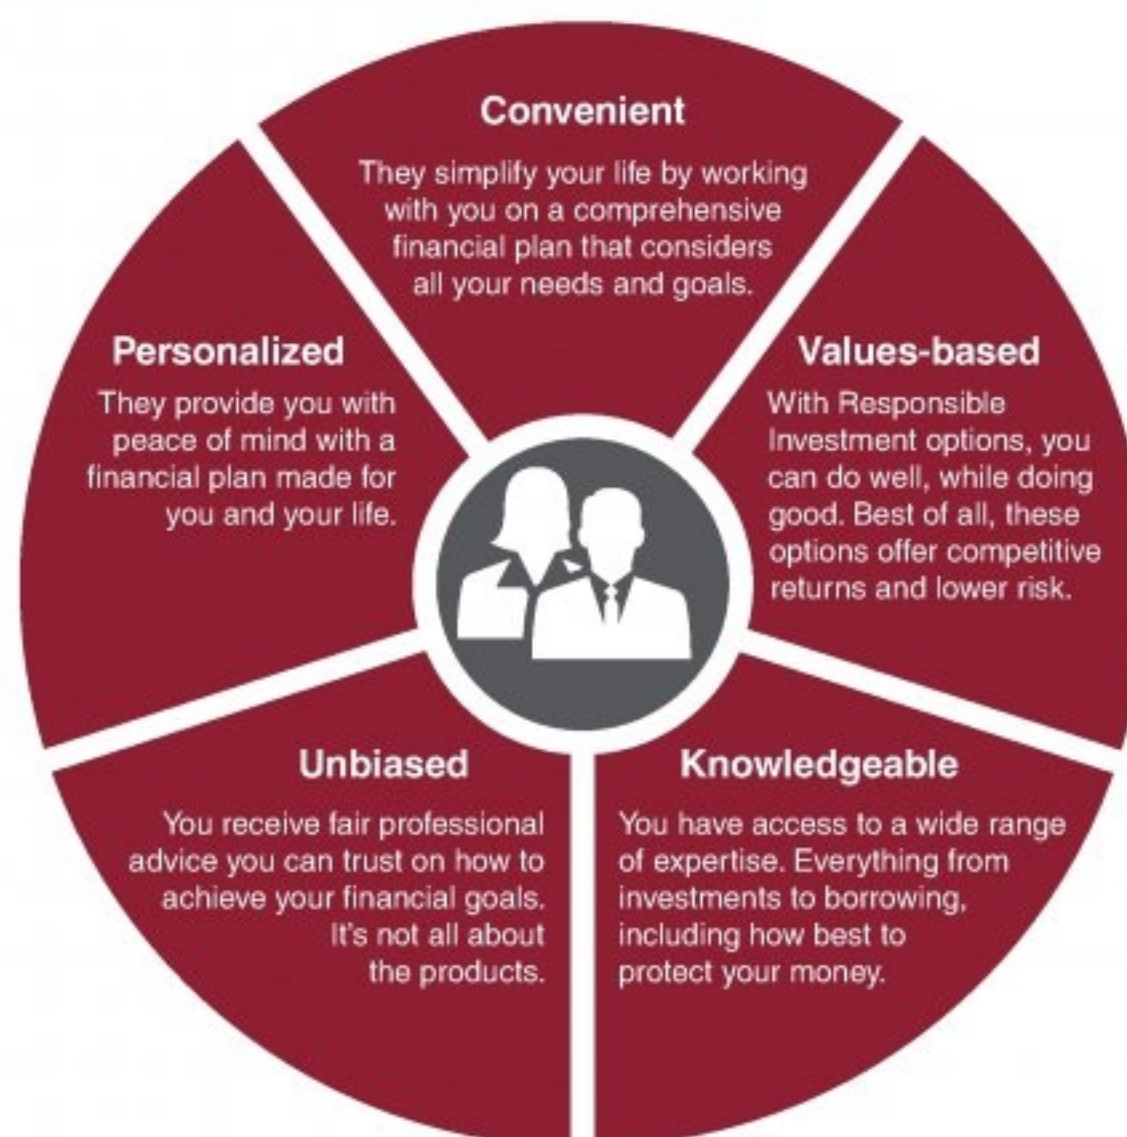 Convenient
They simplify your life by working
with you on a comprehensive
financial plan that considers
all your needs and goals.
Values-based
With Responsible
Investment options, you
can do well, while doing
good. Best of all, these
options offer competitive
returns and lower risk.
Knowledgeable
You have access to a wide range
of expertise. Everything from
investments to borrowing,
including how best to
protect your money.
Unbiased
You receive fair professional
advice you can trust on how to
achieve your financial goals.
It's not all about
the products.
Personalized
They provide you with
peace of mind with a
financial plan made for
you and your life.